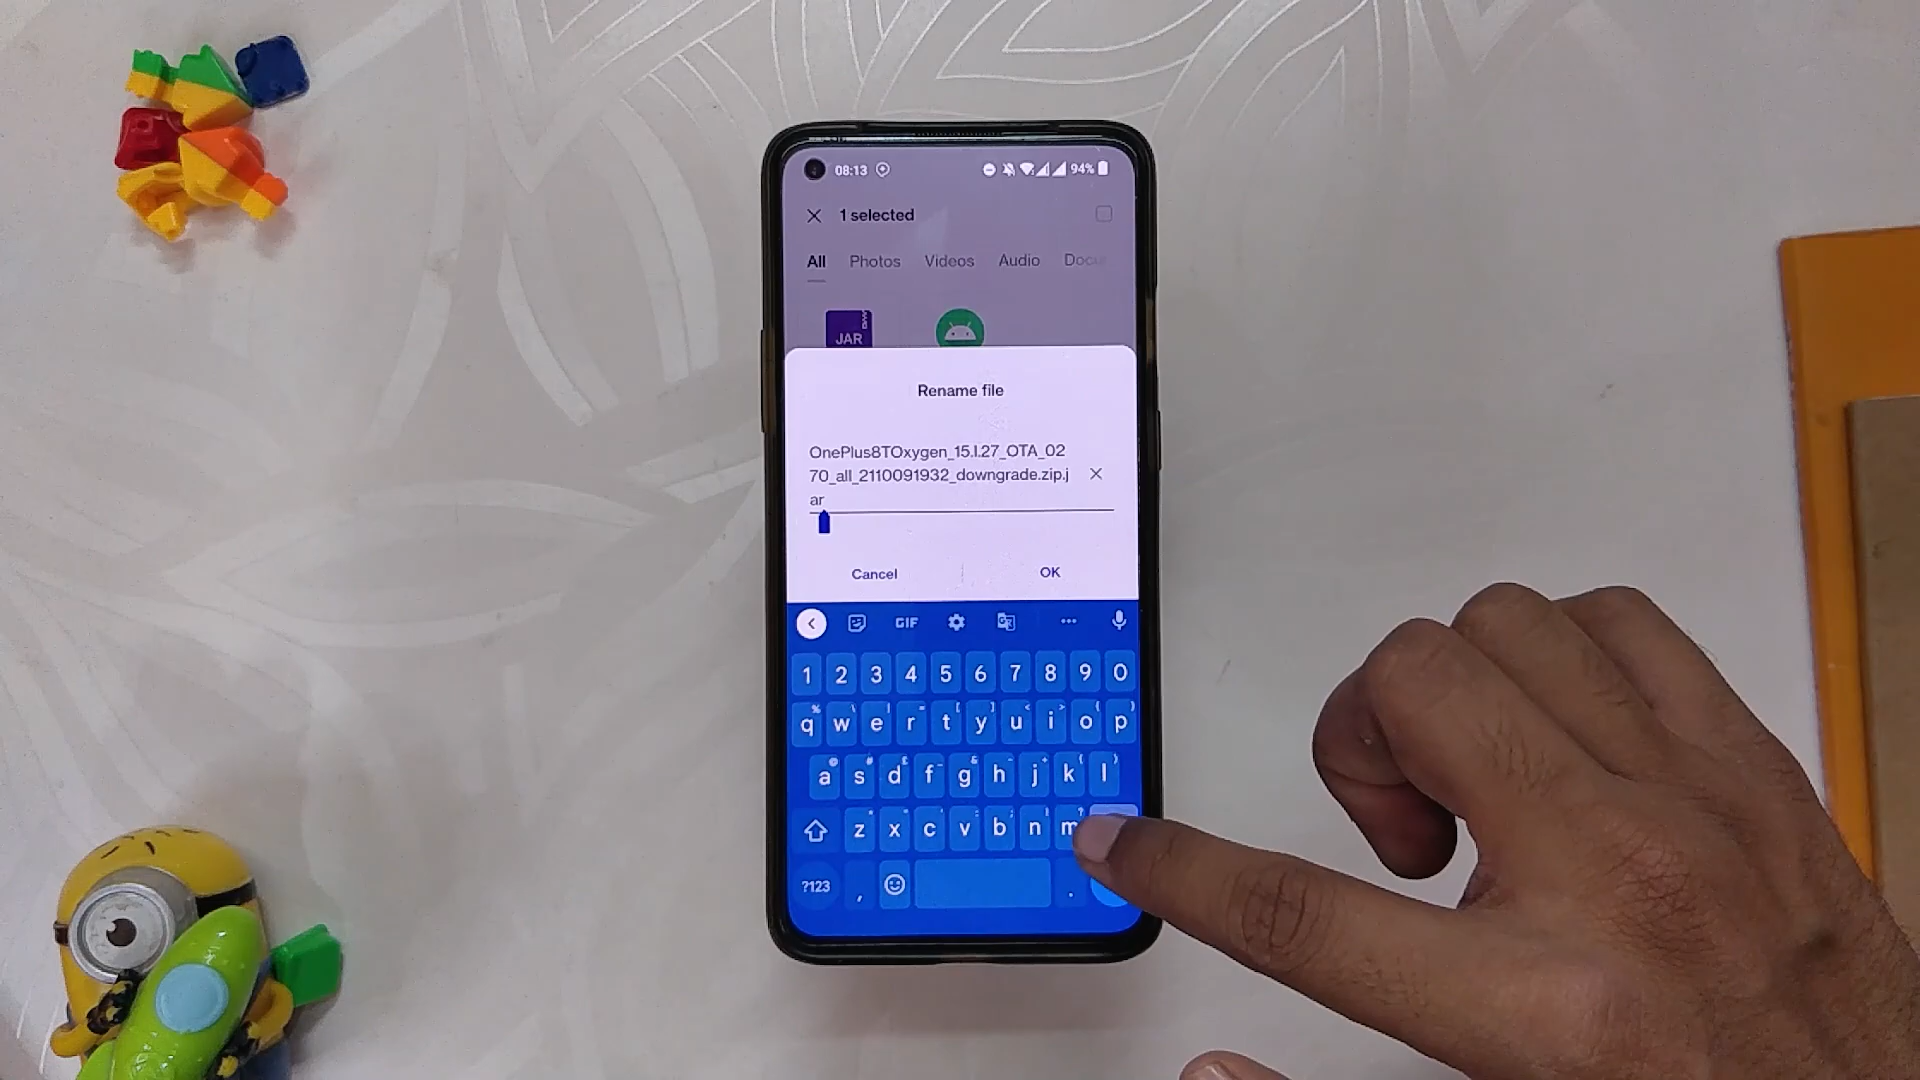 08:13 94%
1 selected
All Photos Videos Audio Docu
JAR
Rename file
OnePlus8TOxygen_15.I.27_OTA_02
70_all_2110091932_downgrade.zip.j
ar
Cancel OK
GIF
1 2 3 4 5 6 7 8 9 0
q w e r t y u i o p
a s d f g h j k l
z x c v b n m
?123 , .